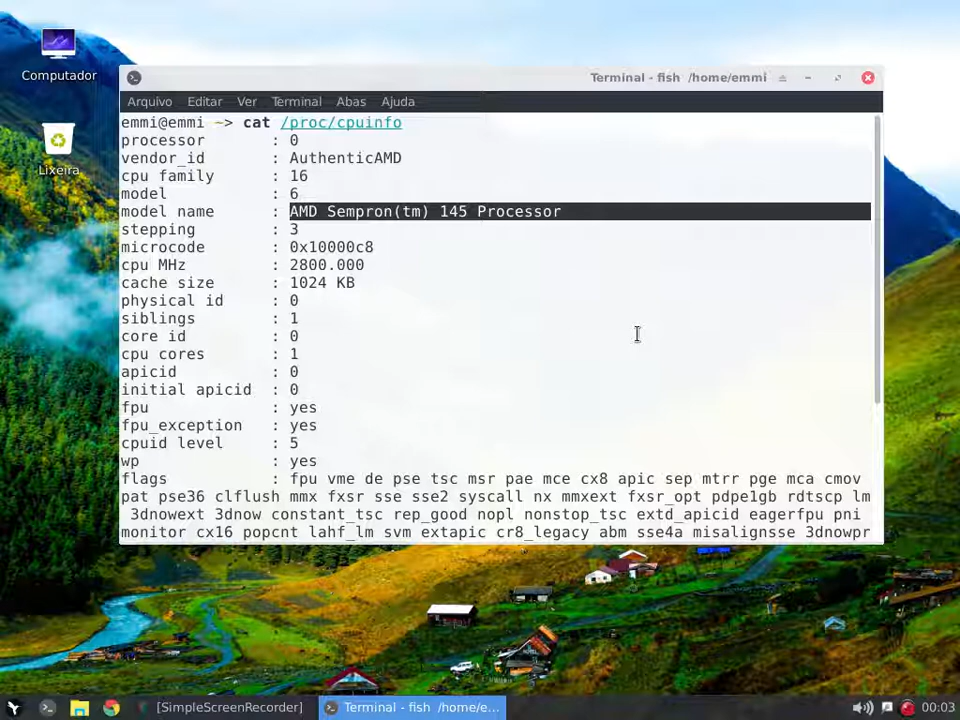 Computador
Lixeira
Terminal - fish /home/emmi
Arquivo Editar Ver Terminal Abas Ajuda
emmi@emmi ~> cat /proc/cpuinfo
processor : 0
vendor_id : AuthenticAMD
cpu family : 16
model : 6
model name : AMD Sempron(tm) 145 Processor
stepping : 3
microcode : 0x10000c8
cpu MHz : 2800.000
cache size : 1024 KB
physical id : 0
siblings : 1
core id : 0
cpu cores : 1
apicid : 0
initial apicid : 0
fpu : yes
fpu_exception : yes
cpuid level : 5
wp : yes
flags : fpu vme de pse tsc msr pae mce cx8 apic sep mtrr pge mca cmov
pat pse36 clflush mmx fxsr sse sse2 syscall nx mmxext fxsr_opt pdpe1gb rdtscp lm
3dnowext 3dnow constant_tsc rep_good nopl nonstop_tsc extd_apicid eagerfpu pni
monitor cx16 popcnt lahf_lm svm extapic cr8_legacy abm sse4a misalignsse 3dnowpr
[SimpleScreenRecorder]
Terminal - fish /home/e...
00:03